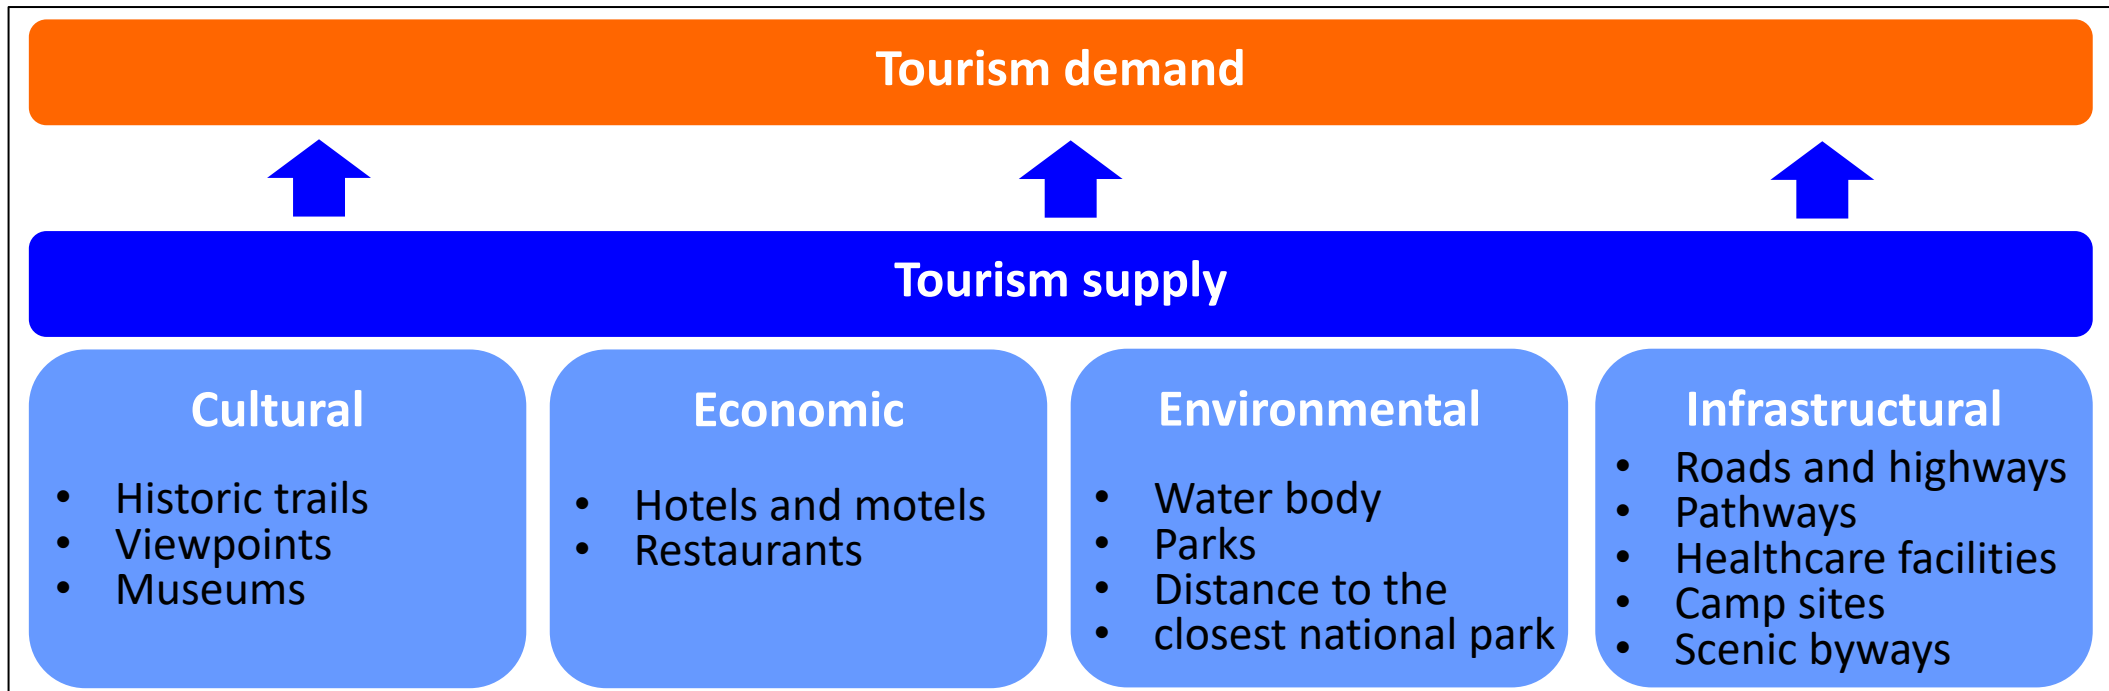 Tourism demand
Tourism supply
Cultural
• Historic trails
• Viewpoints
• Museums
Economic
• Hotels and motels
• Restaurants
Environmental
• Water body
• Parks
• Distance to the
• closest national park
Infrastructural
• Roads and highways
• Pathways
• Healthcare facilities
• Camp sites
• Scenic byways